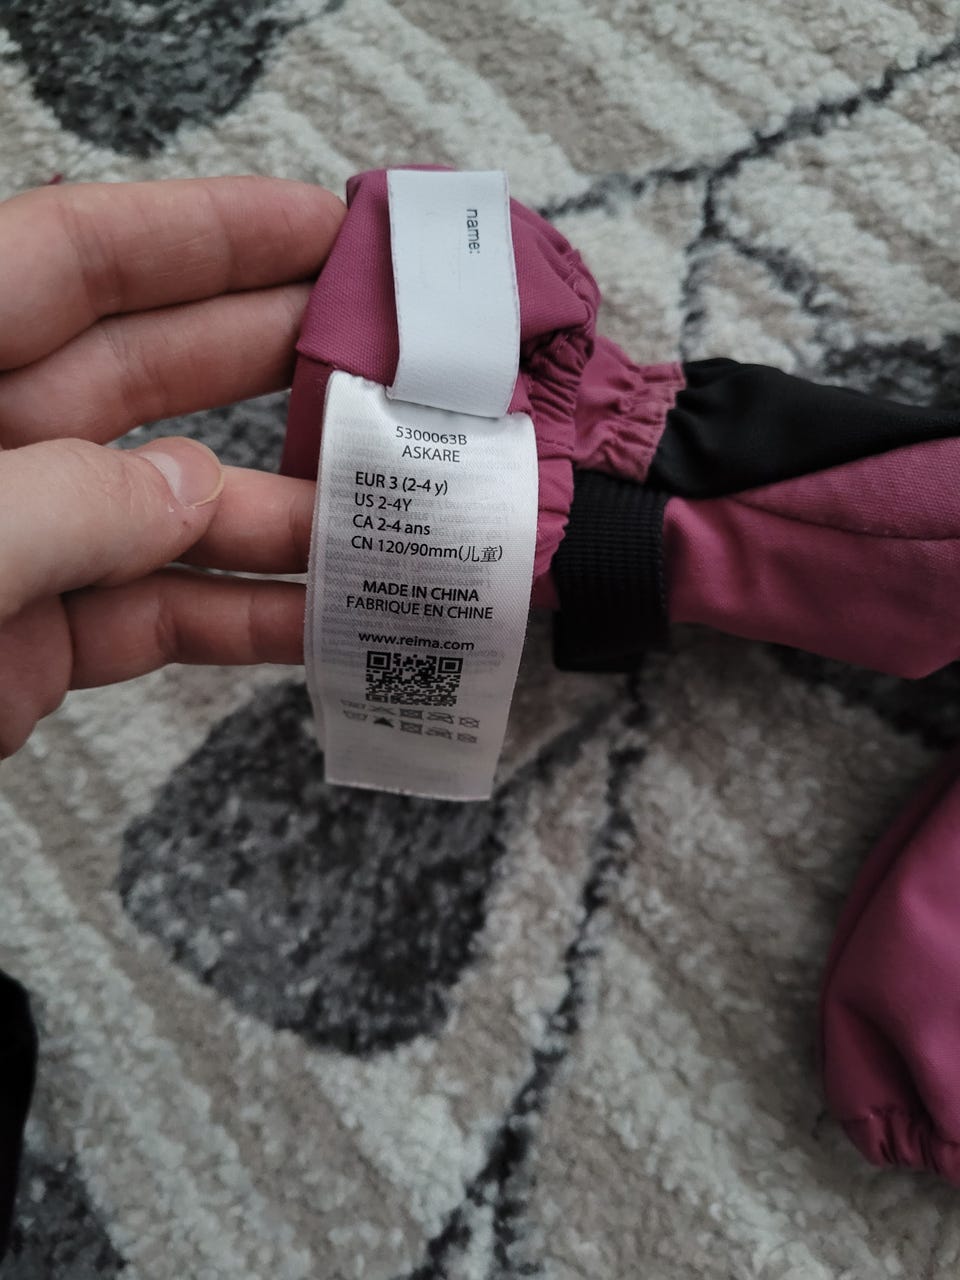 name:
5300063B
ASKARE
EUR 3 (2-4 y)
US 2-4Y
CA 2-4 ans
CN 120/90mm(儿童)
MADE IN CHINA
FABRIQUE EN CHINE
www.reima.com